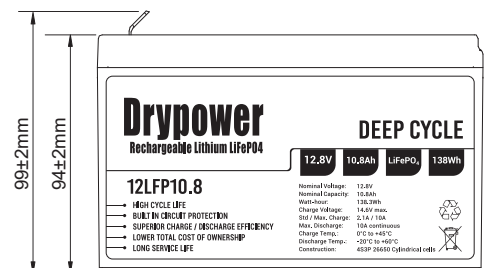 99±2mm
94±2mm
Drypower
Rechargeable Lithium LiFePO4
DEEP CYCLE
12.8V 10.8Ah LiFePO₄ 138Wh
12LFP10.8
HIGH CYCLE LIFE
BUILT IN CIRCUIT PROTECTION
SUPERIOR CHARGE / DISCHARGE EFFICIENCY
LOWER TOTAL COST OF OWNERSHIP
LONG SERVICE LIFE
Nominal Voltage: 12.8V
Nominal Capacity: 10.8Ah
Watt-hour: 138.3Wh
Charge Voltage: 14.6V max.
Std / Max. Charge: 2.1A / 10A
Max. Discharge: 10A continuous
Charge Temp.: 0°C to +45°C
Discharge Temp.: -20°C to +60°C
Construction: 4S3P 26650 Cylindrical cells